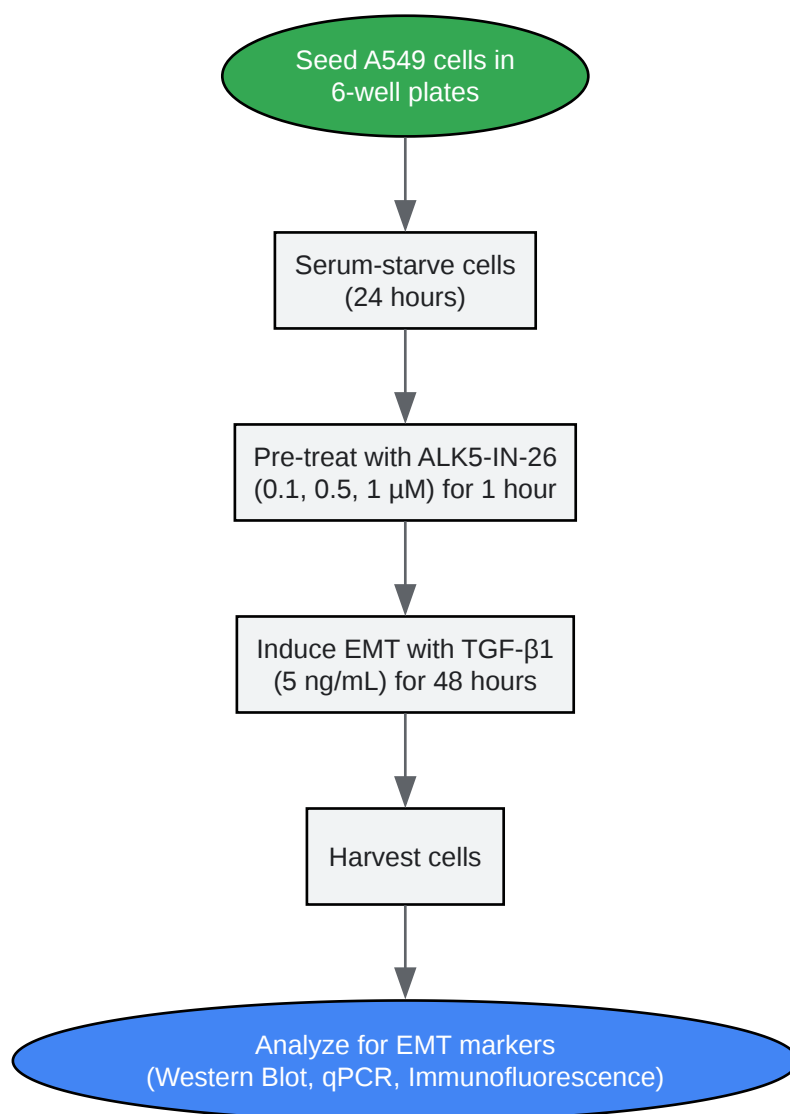 Seed A549 cells in
6-well plates
Serum-starve cells
(24 hours)
Pre-treat with ALK5-IN-26
(0.1, 0.5, 1 µM) for 1 hour
Induce EMT with TGF-β1
(5 ng/mL) for 48 hours
Harvest cells
Analyze for EMT markers
(Western Blot, qPCR, Immunofluorescence)